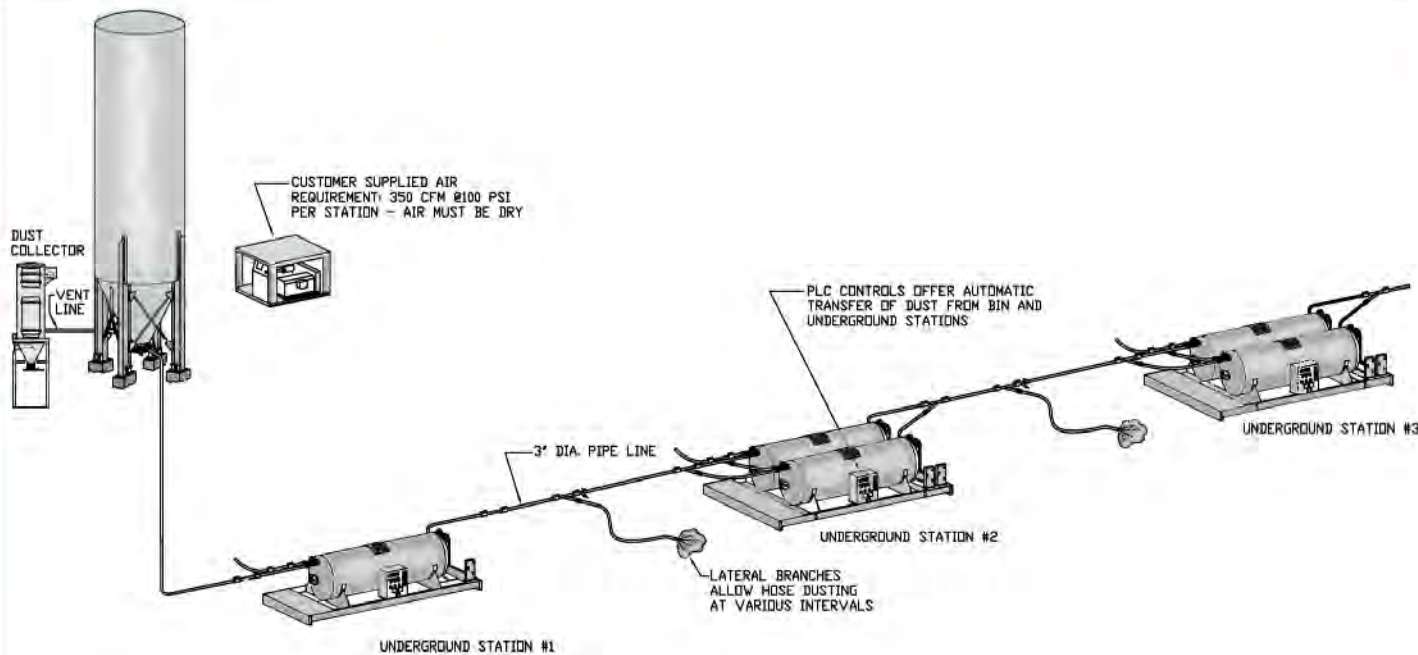 CUSTOMER SUPPLIED AIR
REQUIREMENT: 350 CFM @100 PSI
PER STATION - AIR MUST BE DRY
DUST
COLLECTOR
VENT
LINE
PLC CONTROLS OFFER AUTOMATIC
TRANSFER OF DUST FROM BIN AND
UNDERGROUND STATIONS
UNDERGROUND STATION #3
3" DIA. PIPE LINE
UNDERGROUND STATION #2
LATERAL BRANCHES
ALLOW HOSE DUSTING
AT VARIOUS INTERVALS
UNDERGROUND STATION #1